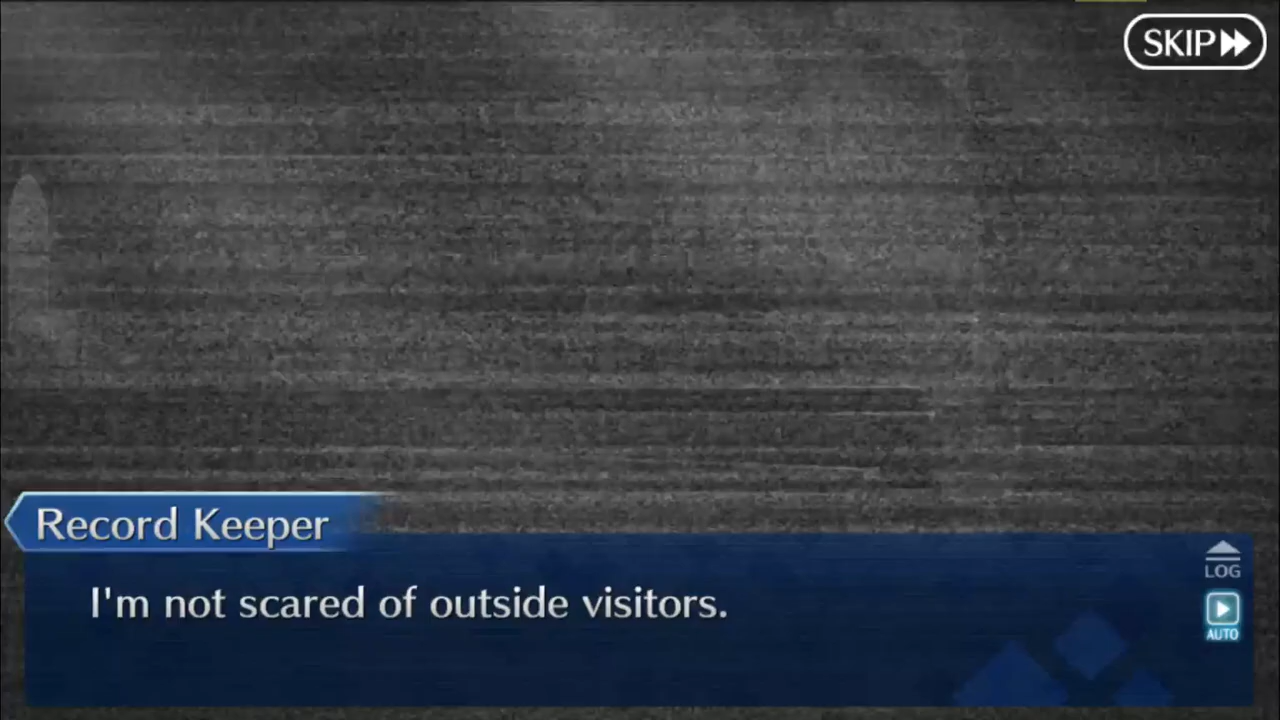 SKIP
Record Keeper
I'm not scared of outside visitors.
LOG
AUTO